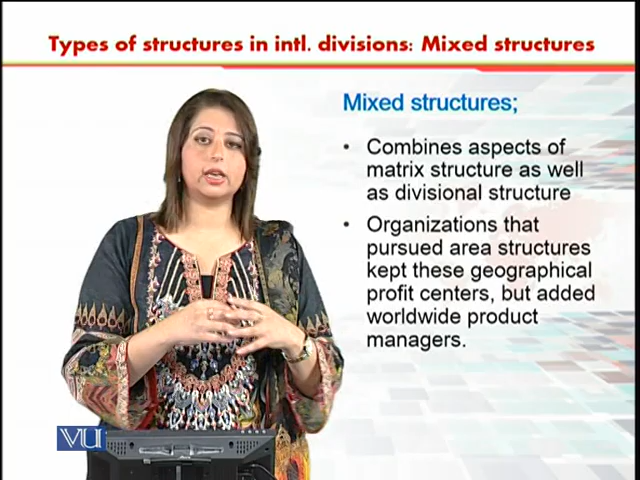 Types of structures in intl. divisions: Mixed structures
Mixed structures;
• Combines aspects of
matrix structure as well
as divisional structure
• Organizations that
pursued area structures
kept these geographical
profit centers, but added
worldwide product
managers.
VU